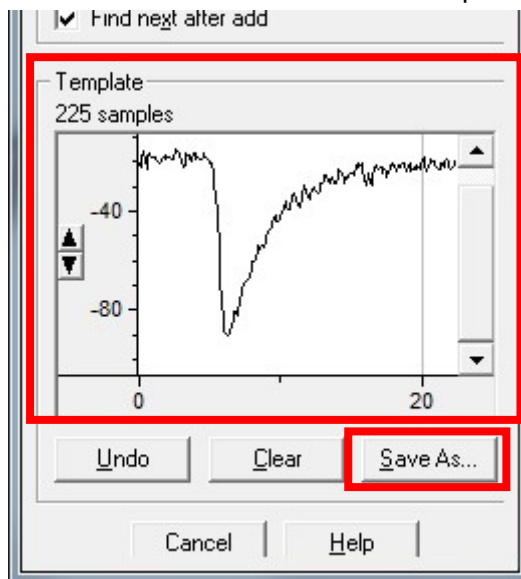 Find next after add
Template
225 samples
-40
-80
0 20
Undo Clear Save As...
Cancel Help